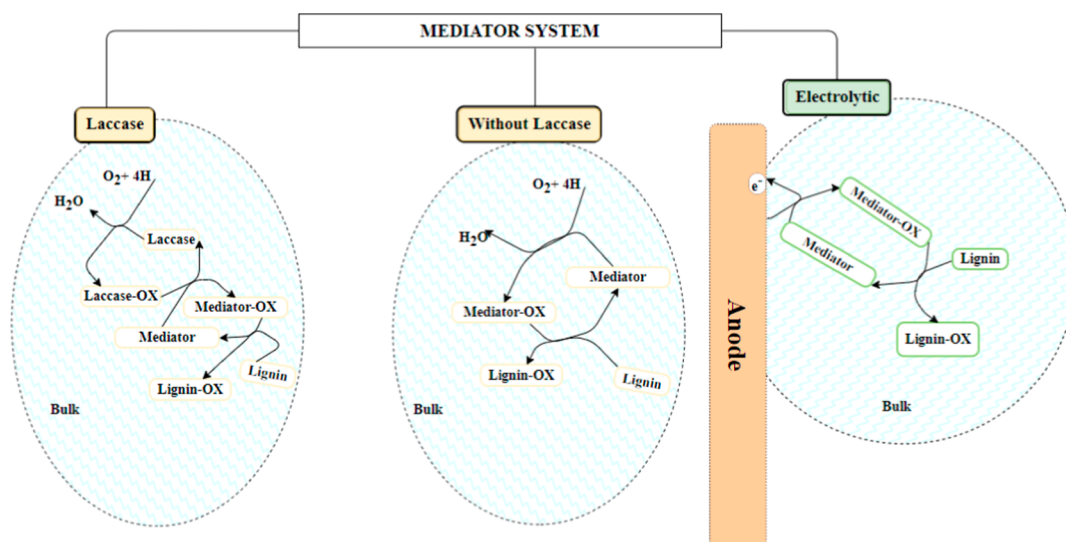 MEDIATOR SYSTEM
Laccase
O₂+ 4H
H₂O
Laccase
Laccase-OX
Mediator-OX
Mediator
Lignin
Lignin-OX
Bulk
Without Laccase
O₂+ 4H
H₂O
Mediator
Mediator-OX
Lignin-OX
Lignin
Bulk
Electrolytic
Anode
e⁻
Mediator-OX
Mediator
Lignin
Lignin-OX
Bulk